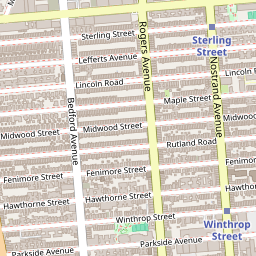 Sterling Street
Rogers Avenue
Sterling
Street
Lefferts Avenue
Nostrand Avenue
Lincoln Road
Lincoln R
Bedford Avenue
Maple Street
Midwood Street
Midwood Street
Rutland Road
Fenimore Street
Fenimore Street
Hawthorne Street
Hawthorne Street
Hawthorn
Winthrop Street
Winthrop
Street
Parkside Avenue
Parkside Avenue